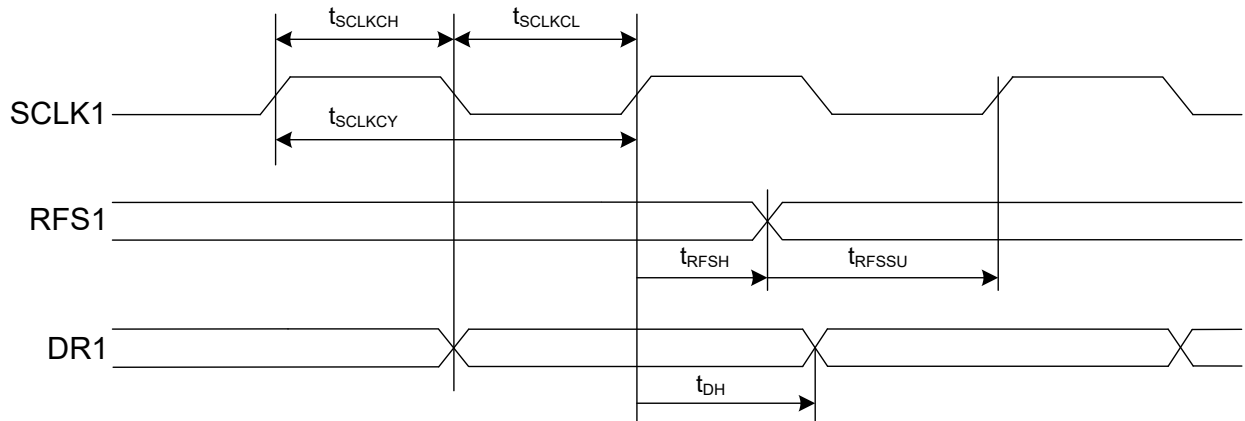 tSCLKCH tSCLKCL
SCLK1
tSCLKCY
RFS1
tRFSH tRFSSU
DR1
tDH